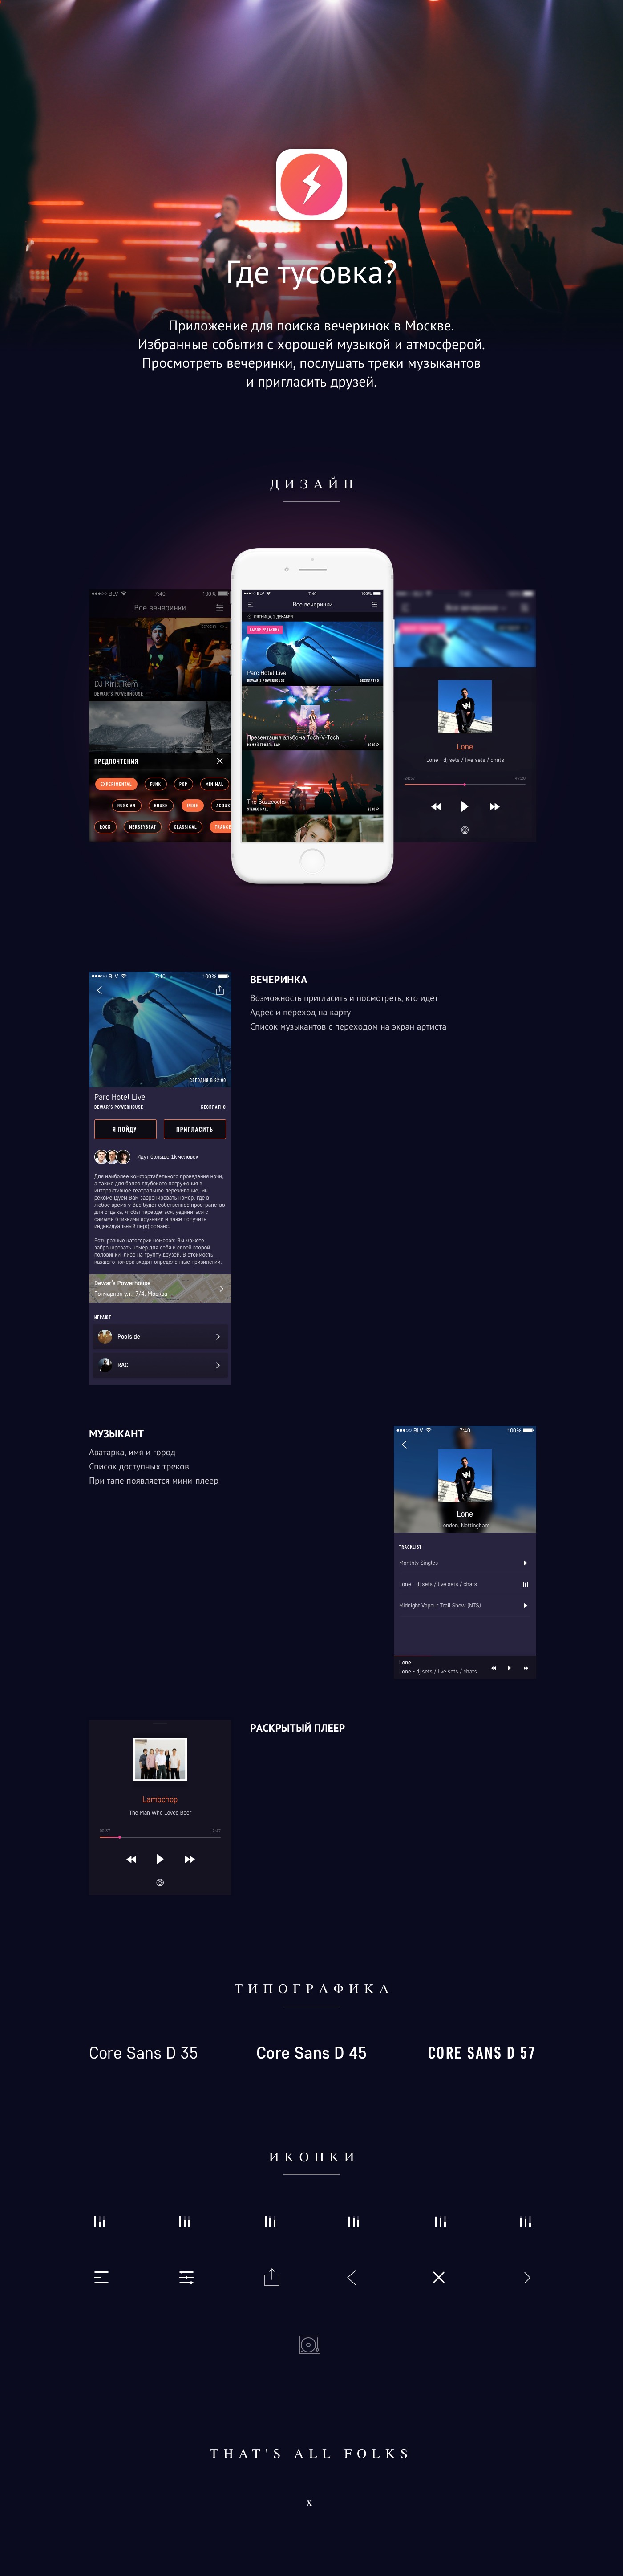 Где тусовка?
Приложение для поиска вечеринок в Москве.
Избранные события с хорошей музыкой и атмосферой.
Просмотреть вечеринки, послушать треки музыкантов
и пригласить друзей.
ДИЗАЙН
BLV 7:40 100%
Все вечеринки
DJ Kirill Rem
DEWAR'S POWERHOUSE
ПРЕДПОЧТЕНИЯ
EXPERIMENTAL
FUNK
POP
MINIMAL
RUSSIAN
HOUSE
INDIE
ACOUS
ROCK
MERSEYBEAT
CLASSICAL
TRANCE
BLV 7:40 100%
Все вечеринки
ПЯТНИЦА, 2 ДЕКАБРЯ
ВЫБОР РЕДАКЦИИ
Parc Hotel Live
DEWAR'S POWERHOUSE БЕСПЛАТНО
Презентация альбома Toch-V-Toch
МУМИЙ ТРОЛЛЬ БАР 1000 ₽
The Buzzcocks
STEREO HALL
Все вечеринки
Lone
Lone - dj sets / live sets / chats
ВЕЧЕРИНКА
Возможность пригласить и посмотреть, кто идет
Адрес и переход на карту
Список музыкантов с переходом на экран артиста
BLV 7:40 100%
СЕГОДНЯ В 22:00
Parc Hotel Live
DEWAR'S POWERHOUSE БЕСПЛАТНО
Я ПОЙДУ
ПРИГЛАСИТЬ
Идут больше 1k человек
Для наиболее комфортабельного проведения ночи,
а также для более глубокого погружения в
интерактивное театральное переживание, мы
рекомендуем Вам забронировать номер, где в
любое время у Вас будет собственное пространство
для отдыха, чтобы переодеться, уединиться с
самыми близкими друзьями и даже получить
индивидуальный перформанс.
Есть разные категории номеров: Вы можете
забронировать номер для себя и своей второй
половинки, либо на группу друзей. В стоимость
каждого номера входят определенные привилегии.
Dewar's Powerhouse
Гончарная ул., 7/4, Москва
ИГРАЮТ
Poolside
RAC
МУЗЫКАНТ
Аватарка, имя и город
Список доступных треков
При тапе появляется мини-плеер
BLV 7:40 100%
Lone
London, Nottingham
TRACKLIST
Monthly Singles
Lone - dj sets / live sets / chats
Midnight Vapour Trail Show (NTS)
Lone
Lone - dj sets / live sets / chats
РАСКРЫТЫЙ ПЛЕЕР
Lambchop
The Man Who Loved Beer
ТИПОГРАФИКА
Core Sans D 35
Core Sans D 45
CORE SANS D 57
ИКОНКИ
THAT'S ALL FOLKS
x